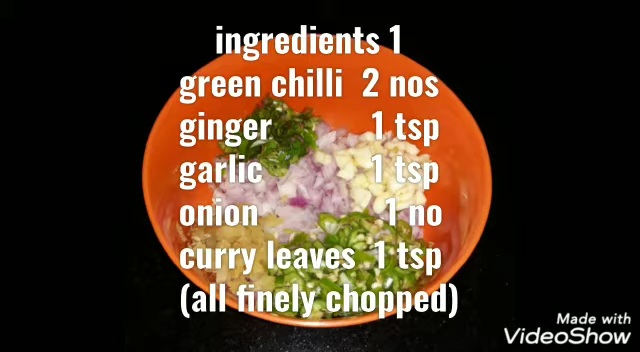 ingredients 1
green chilli 2 nos
ginger 1 tsp
garlic 1 tsp
onion 1 no
curry leaves 1 tsp
(all finely chopped)
Made with
VideoShow